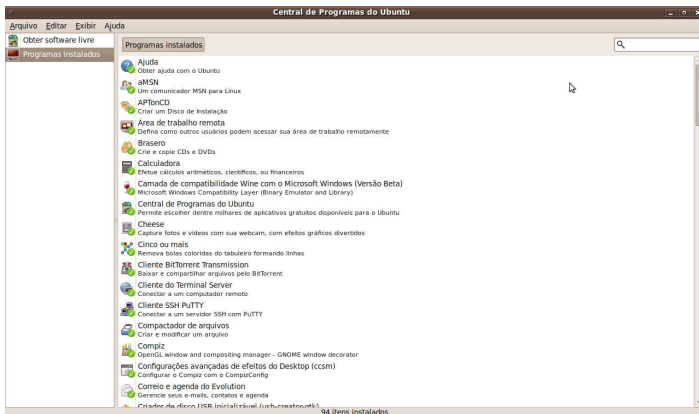 Central de Programas do Ubuntu
Arquivo Editar Exibir Ajuda
Obter software livre
Programas instalados
Programas instalados
Ajuda
Obter ajuda com o Ubuntu
aMSN
Um comunicador MSN para Linux
APTonCD
Criar um Disco de Instalação
Área de trabalho remota
Defina como outros usuários podem acessar sua área de trabalho remotamente
Brasero
Crie e copie CDs e DVDs
Calculadora
Efetue cálculos aritméticos, científicos, ou financeiros
Camada de compatibilidade Wine com o Microsoft Windows (Versão Beta)
Microsoft Windows Compatibility Layer (Binary Emulator and Library)
Central de Programas do Ubuntu
Permite escolher dentre milhares de aplicativos gratuitos disponíveis para o Ubuntu
Cheese
Capture fotos e vídeos com sua webcam, com efeitos gráficos divertidos
Cinco ou mais
Remova bolas coloridas do tabuleiro formando linhas
Cliente BitTorrent Transmission
Baixar e compartilhar arquivos pelo BitTorrent
Cliente do Terminal Server
Conectar a um computador remoto
Cliente SSH PuTTY
Conectar a um servidor SSH com PuTTY
Compactador de arquivos
Criar e modificar um arquivo
Compiz
OpenGL window and compositing manager - GNOME window decorator
Configurações avançadas de efeitos do Desktop (ccsm)
Configurar o Compiz com o CompizConfig
Correio e agenda do Evolution
Gerencie seus e-mails, contatos e agenda
Criador de disco USB inicializável (usb-creator-gtk)
94 itens instalados